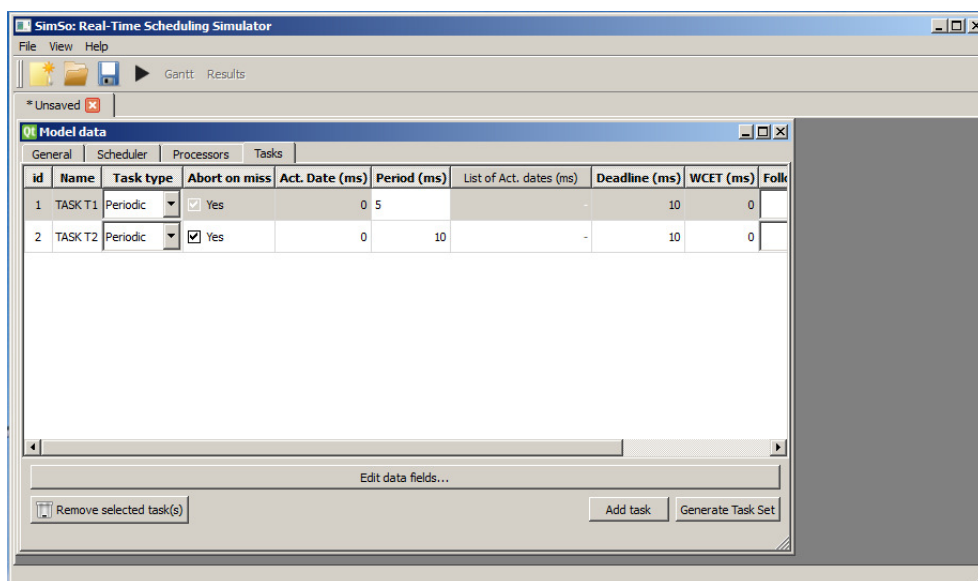 SimSo: Real-Time Scheduling Simulator
File View Help
Gantt Results
* Unsaved
Qt Model data
General Scheduler Processors Tasks
id Name Task type Abort on miss Act. Date (ms) Period (ms) List of Act. dates (ms) Deadline (ms) WCET (ms) Follo
1 TASK T1 Periodic Yes 0 5 - 10 0
2 TASK T2 Periodic Yes 0 10 - 10 0
Edit data fields...
Remove selected task(s) Add task Generate Task Set